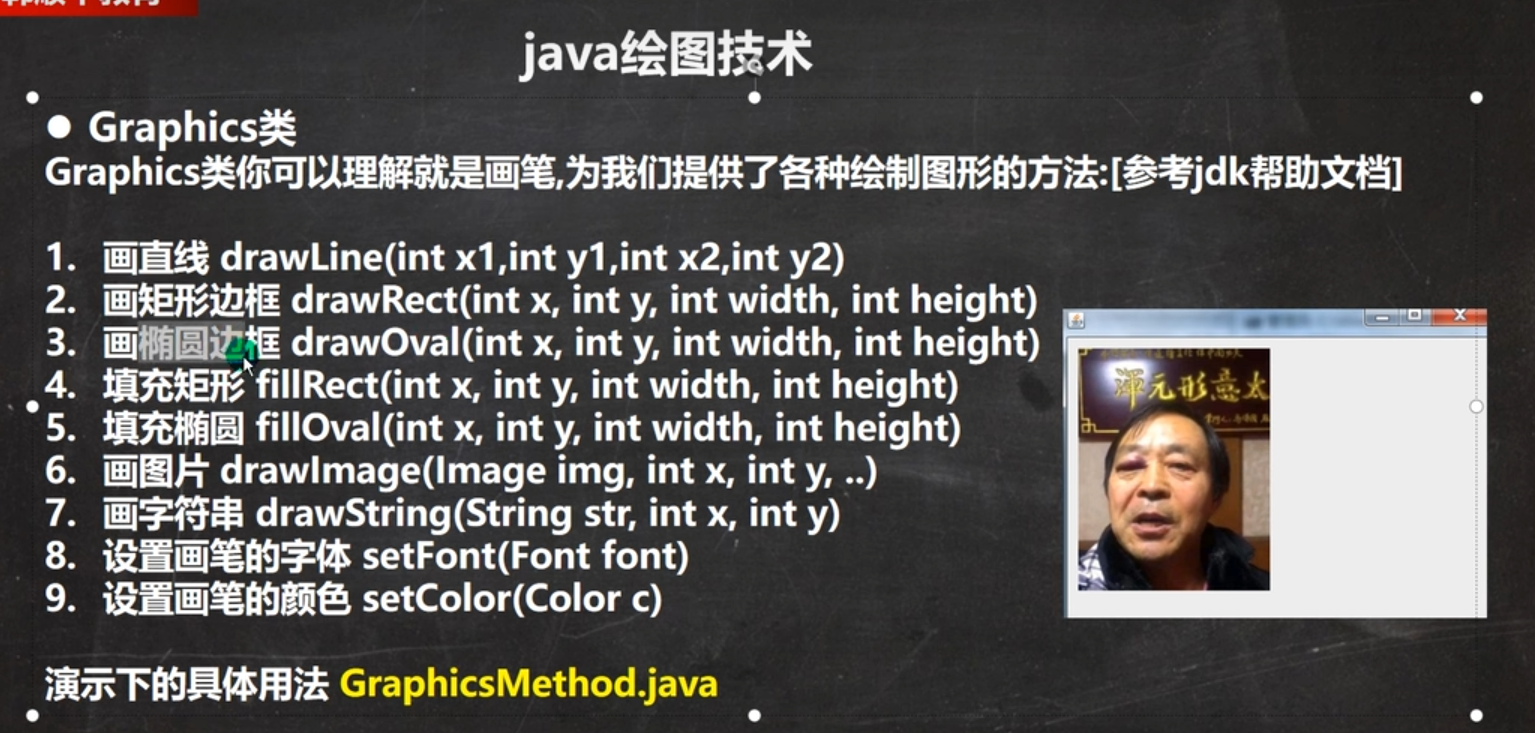 java绘图技术
● Graphics类
Graphics类你可以理解就是画笔,为我们提供了各种绘制图形的方法:[参考jdk帮助文档]
1. 画直线 drawLine(int x1,int y1,int x2,int y2)
2. 画矩形边框 drawRect(int x, int y, int width, int height)
3. 画椭圆边框 drawOval(int x, int y, int width, int height)
4. 填充矩形 fillRect(int x, int y, int width, int height)
5. 填充椭圆 fillOval(int x, int y, int width, int height)
6. 画图片 drawImage(Image img, int x, int y, ..)
7. 画字符串 drawString(String str, int x, int y)
8. 设置画笔的字体 setFont(Font font)
9. 设置画笔的颜色 setColor(Color c)
演示下的具体用法 GraphicsMethod.java
渾元形意太